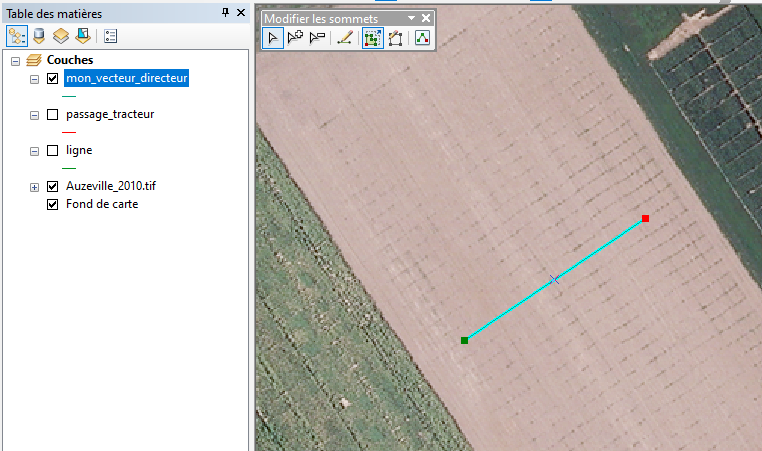 Table des matières
Modifier les sommets
Couches
mon_vecteur_directeur
passage_tracteur
ligne
Auzeville_2010.tif
Fond de carte